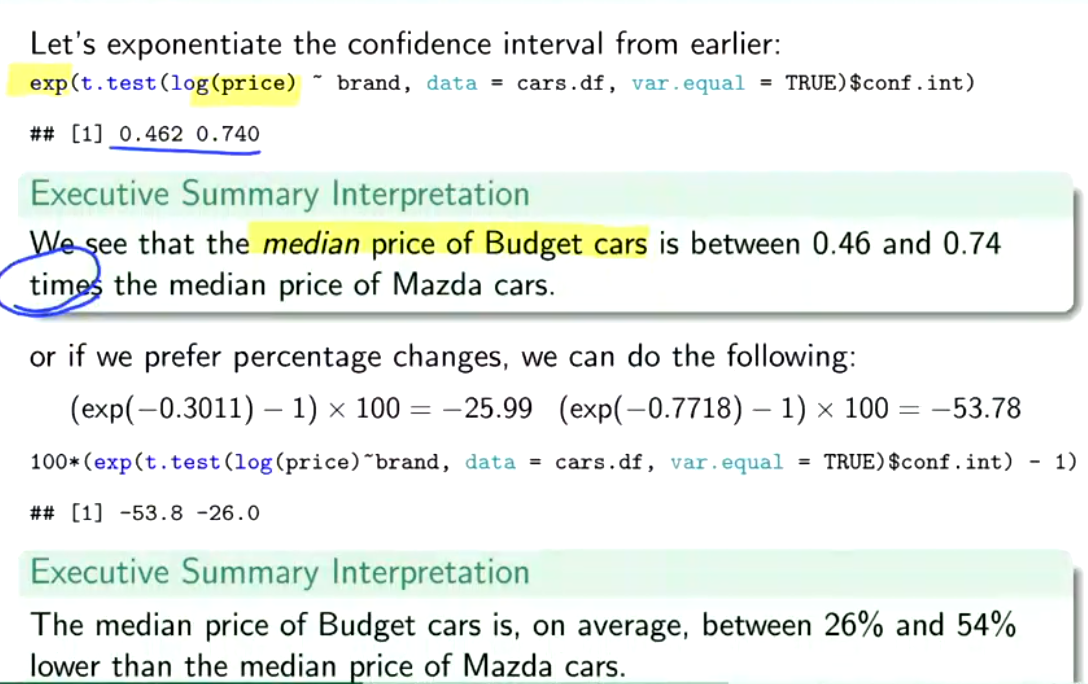 Let's exponentiate the confidence interval from earlier:
exp(t.test(log(price) ~ brand, data = cars.df, var.equal = TRUE)$conf.int)
## [1] 0.462 0.740
Executive Summary Interpretation
We see that the median price of Budget cars is between 0.46 and 0.74
times the median price of Mazda cars.
or if we prefer percentage changes, we can do the following:
(exp(−0.3011) − 1) × 100 = −25.99 (exp(−0.7718) − 1) × 100 = −53.78
100*(exp(t.test(log(price)~brand, data = cars.df, var.equal = TRUE)$conf.int) - 1)
## [1] -53.8 -26.0
Executive Summary Interpretation
The median price of Budget cars is, on average, between 26% and 54%
lower than the median price of Mazda cars.